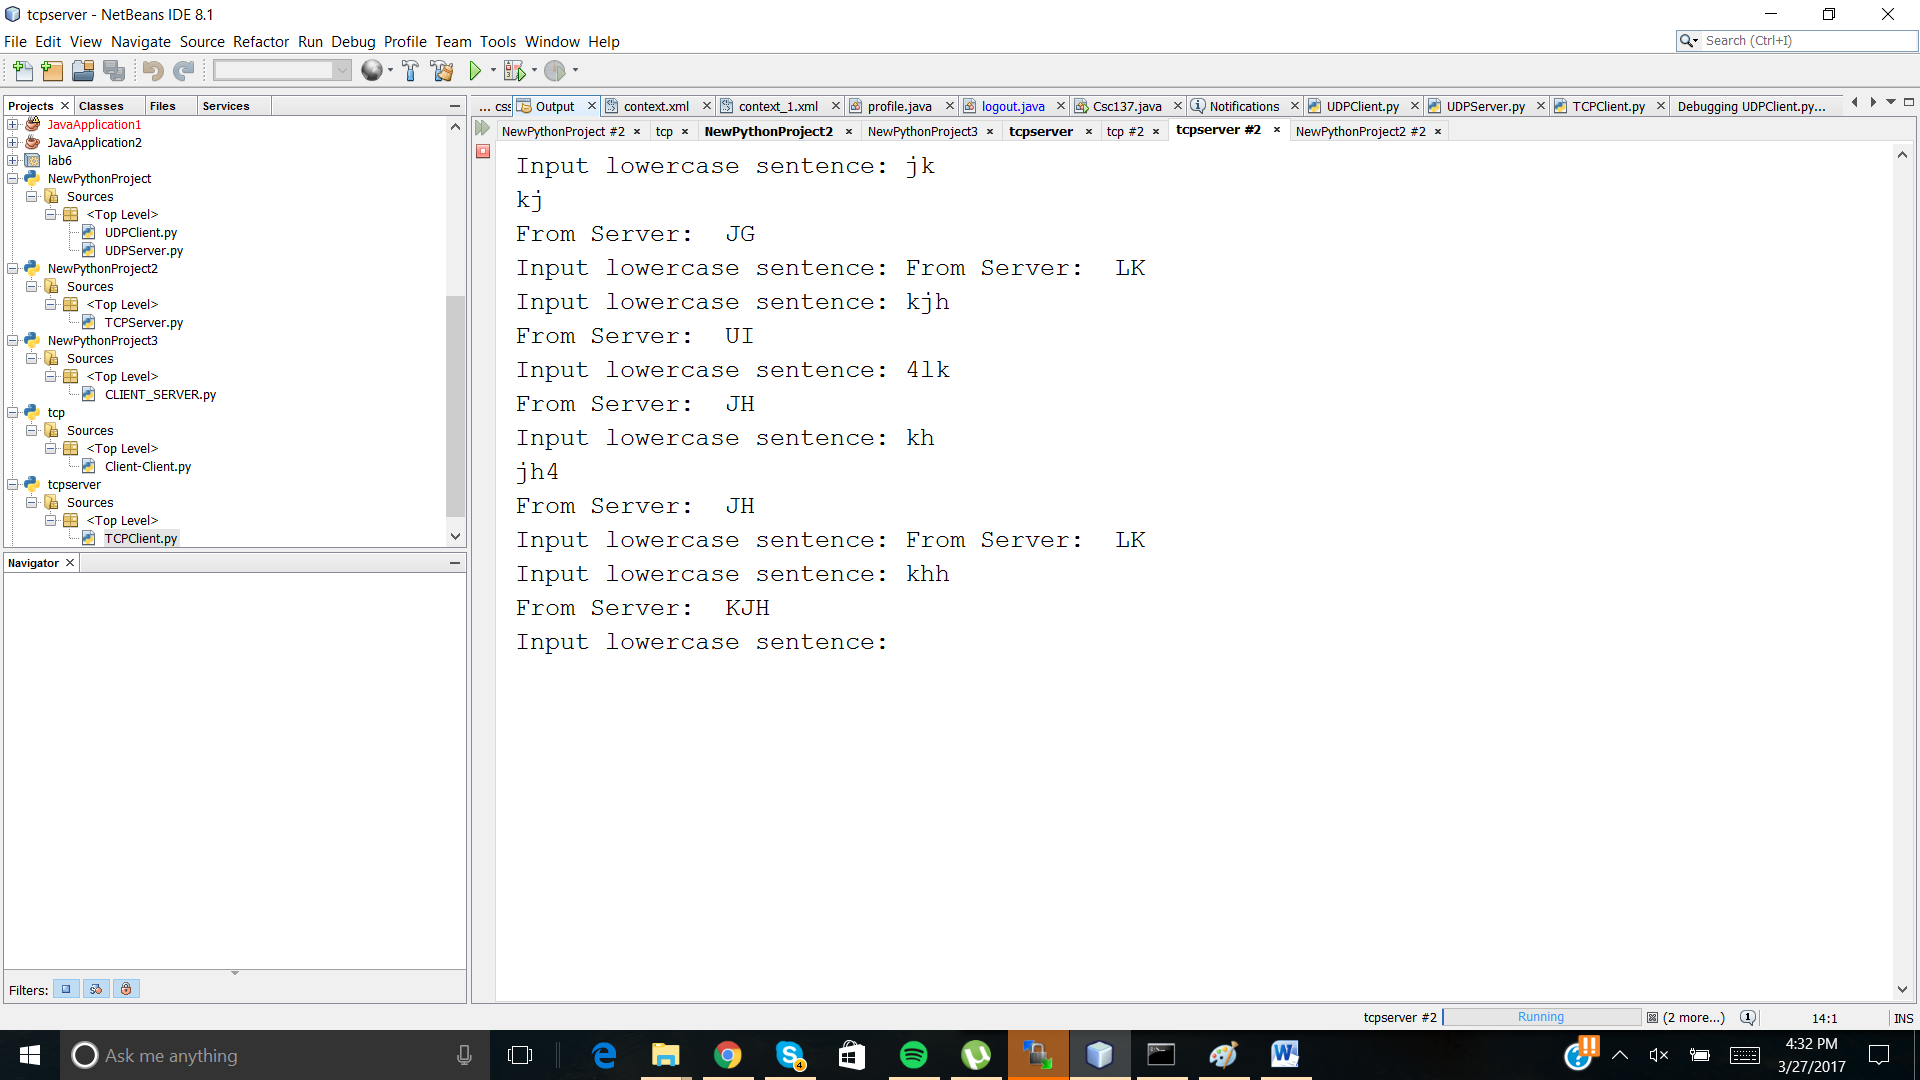 tcpserver - NetBeans IDE 8.1
File Edit View Navigate Source Refactor Run Debug Profile Team Tools Window Help
Search (Ctrl+I)
Projects Classes Files Services
... css Output context.xml context_1.xml profile.java logout.java Csc137.java Notifications UDPClient.py UDPServer.py TCPClient.py Debugging UDPClient.py...
NewPythonProject #2 tcp NewPythonProject2 NewPythonProject3 tcpserver tcp #2 tcpserver #2 NewPythonProject2 #2
JavaApplication1
JavaApplication2
lab6
NewPythonProject
Sources
<Top Level>
UDPClient.py
UDPServer.py
NewPythonProject2
Sources
<Top Level>
TCPServer.py
NewPythonProject3
Sources
<Top Level>
CLIENT_SERVER.py
tcp
Sources
<Top Level>
Client-Client.py
tcpserver
Sources
<Top Level>
TCPClient.py
Navigator
Filters:
Input lowercase sentence: jk
kj
From Server:  JG
Input lowercase sentence: From Server:  LK
Input lowercase sentence: kjh
From Server:  UI
Input lowercase sentence: 4lk
From Server:  JH
Input lowercase sentence: kh
jh4
From Server:  JH
Input lowercase sentence: From Server:  LK
Input lowercase sentence: khh
From Server:  KJH
Input lowercase sentence:
tcpserver #2 Running (2 more...) 14:1 INS
Ask me anything
4
4:32 PM
3/27/2017